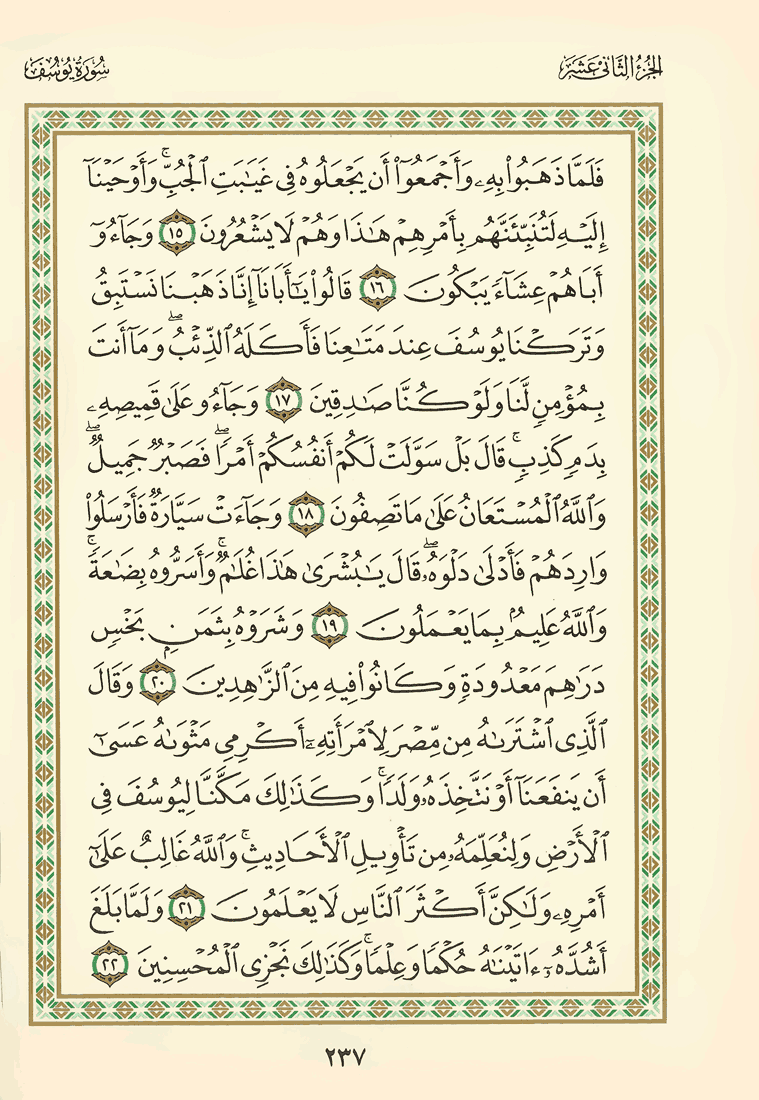 الجزء الثاني عشر
سورة يوسف
فَلَمَّا ذَهَبُوا۟ بِهِۦ وَأَجْمَعُوٓا۟ أَن يَجْعَلُوهُ فِى غَيَٰبَتِ ٱلْجُبِّ ۚ وَأَوْحَيْنَآ
إِلَيْهِ لَتُنَبِّئَنَّهُم بِأَمْرِهِمْ هَٰذَا وَهُمْ لَا يَشْعُرُونَ ١٥ وَجَآءُوٓ
أَبَاهُمْ عِشَآءً يَبْكُونَ ١٦ قَالُوا۟ يَٰٓأَبَانَآ إِنَّا ذَهَبْنَا نَسْتَبِقُ
وَتَرَكْنَا يُوسُفَ عِندَ مَتَٰعِنَا فَأَكَلَهُ ٱلذِّئْبُ ۖ وَمَآ أَنتَ
بِمُؤْمِنٍ لَّنَا وَلَوْ كُنَّا صَٰدِقِينَ ١٧ وَجَآءُو عَلَىٰ قَمِيصِهِۦ
بِدَمٍ كَذِبٍ ۚ قَالَ بَلْ سَوَّلَتْ لَكُمْ أَنفُسُكُمْ أَمْرًا ۖ فَصَبْرٌ جَمِيلٌ ۖ
وَٱللَّهُ ٱلْمُسْتَعَانُ عَلَىٰ مَا تَصِفُونَ ١٨ وَجَآءَتْ سَيَّارَةٌ فَأَرْسَلُوا۟
وَارِدَهُمْ فَأَدْلَىٰ دَلْوَهُۥ ۖ قَالَ يَٰبُشْرَىٰ هَٰذَا غُلَٰمٌ ۚ وَأَسَرُّوهُ بِضَٰعَةً ۚ
وَٱللَّهُ عَلِيمٌۢ بِمَا يَعْمَلُونَ ١٩ وَشَرَوْهُ بِثَمَنٍۭ بَخْسٍ
دَرَٰهِمَ مَعْدُودَةٍ وَكَانُوا۟ فِيهِ مِنَ ٱلزَّٰهِدِينَ ٢٠ وَقَالَ
ٱلَّذِى ٱشْتَرَىٰهُ مِن مِّصْرَ لِٱمْرَأَتِهِۦٓ أَكْرِمِى مَثْوَىٰهُ عَسَىٰٓ
أَن يَنفَعَنَآ أَوْ نَتَّخِذَهُۥ وَلَدًا ۚ وَكَذَٰلِكَ مَكَّنَّا لِيُوسُفَ فِى
ٱلْأَرْضِ وَلِنُعَلِّمَهُۥ مِن تَأْوِيلِ ٱلْأَحَادِيثِ ۚ وَٱللَّهُ غَالِبٌ عَلَىٰٓ
أَمْرِهِۦ وَلَٰكِنَّ أَكْثَرَ ٱلنَّاسِ لَا يَعْلَمُونَ ٢١ وَلَمَّا بَلَغَ
أَشُدَّهُۥٓ ءَاتَيْنَٰهُ حُكْمًا وَعِلْمًا ۚ وَكَذَٰلِكَ نَجْزِى ٱلْمُحْسِنِينَ ٢٢
٢٣٧